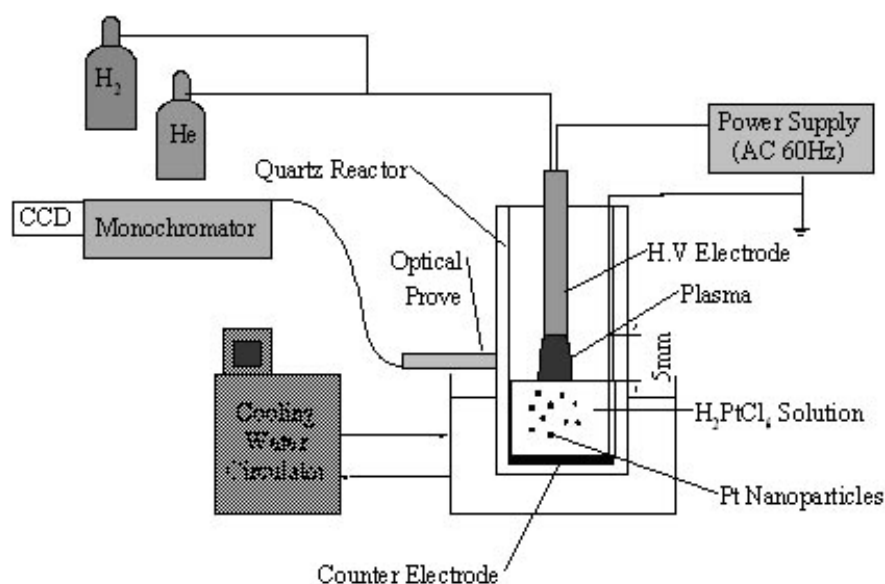 H2
He
Power Supply
(AC 60Hz)
Quartz Reactor
CCD
Monochromator
Optical
Prove
H.V Electrode
Plasma
5mm
Cooling
Water
Circulator
H2PtCl6 Solution
Pt Nanoparticles
Counter Electrode